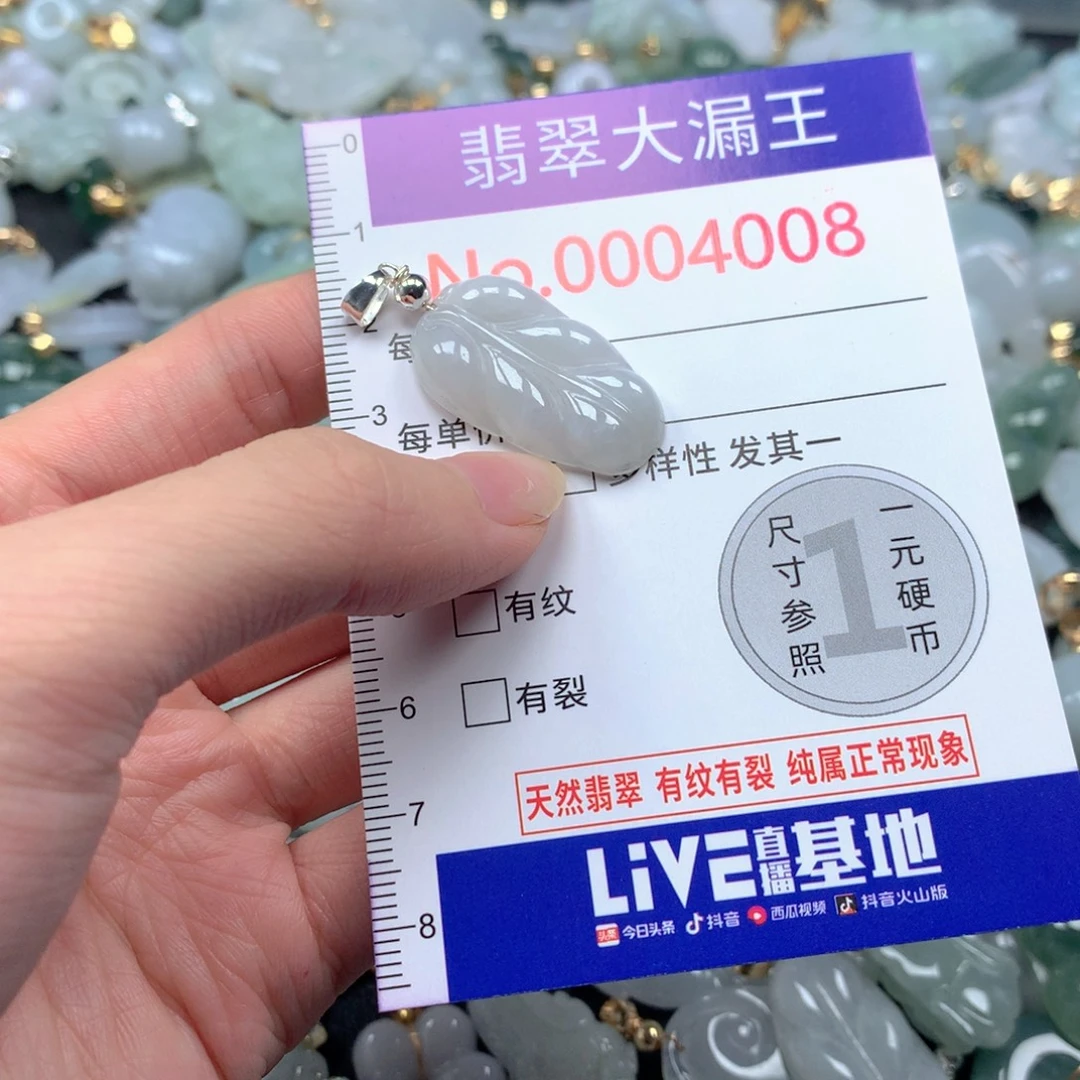 翡翠大漏王
No.0004008
每
每单价
样性 发其一
有纹
有裂
尺寸参照
一元硬币
1
天然翡翠 有纹有裂 纯属正常现象
LiVE直播基地
头条 今日头条 抖音 西瓜视频 抖音火山版
0
1
2
3
6
7
8